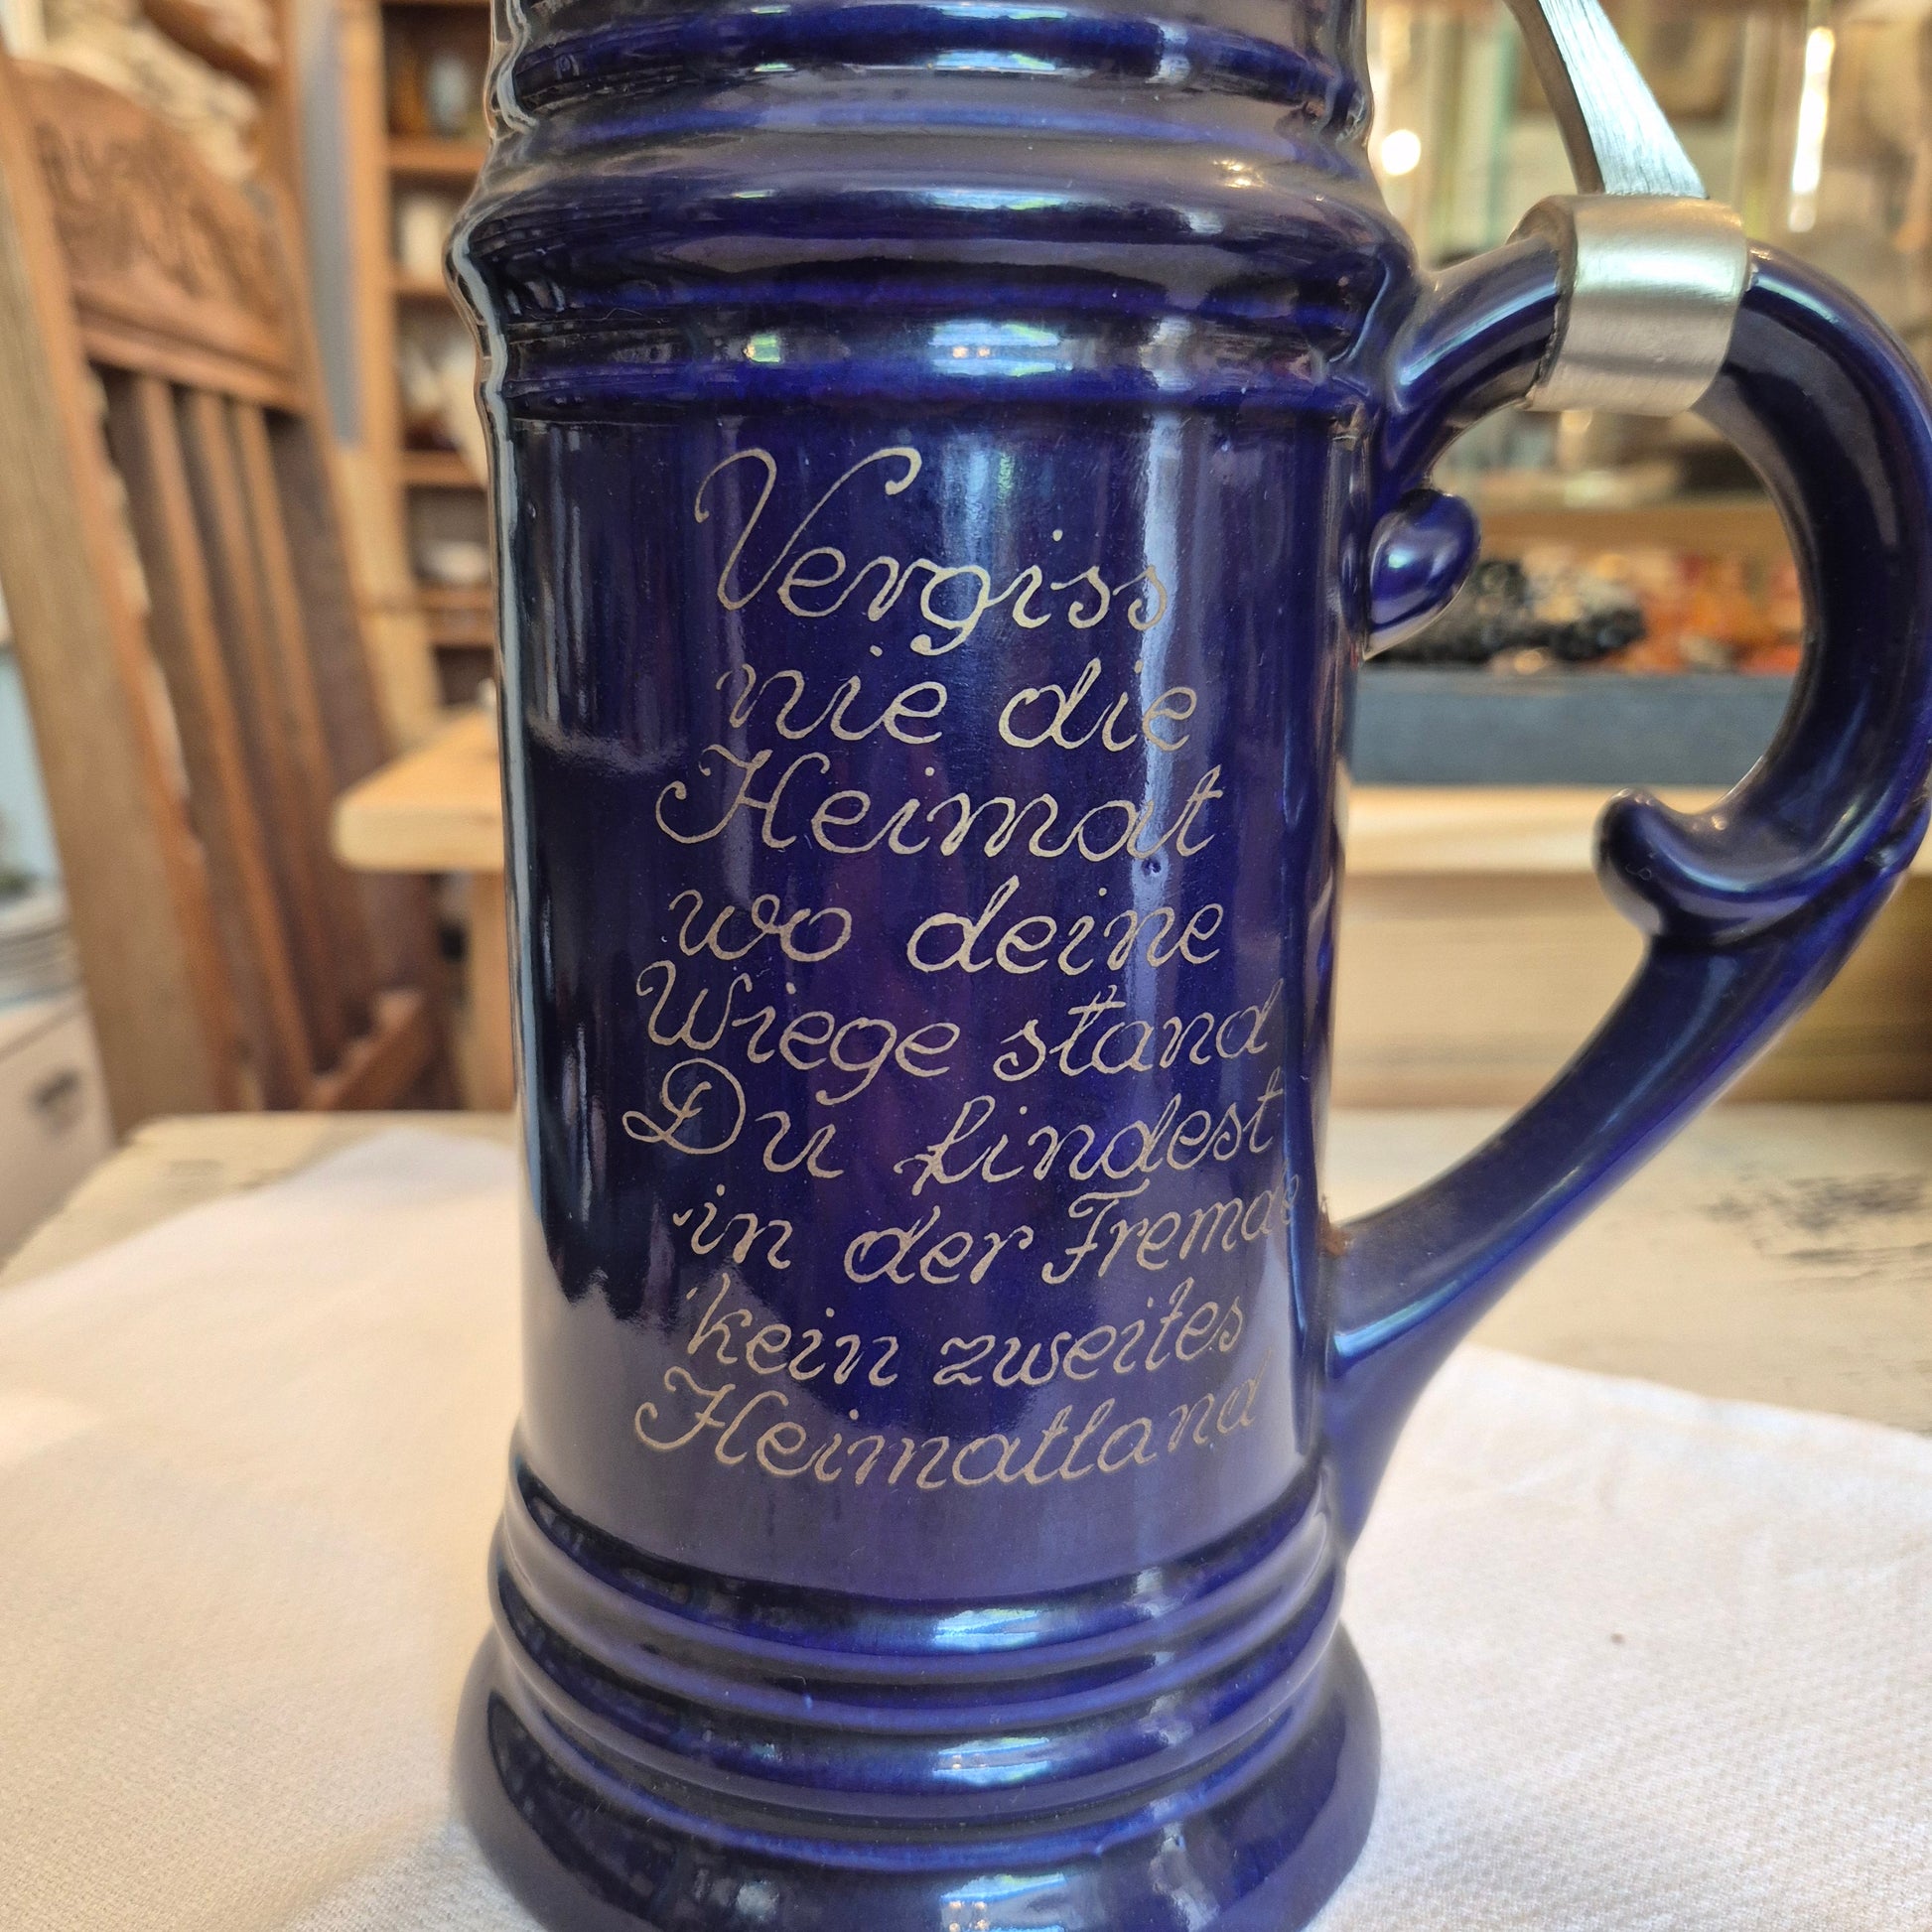 Vergiss
nie die
Heimat
wo deine
Wiege stand
Du findest
in der Fremde
kein zweites
Heimatland